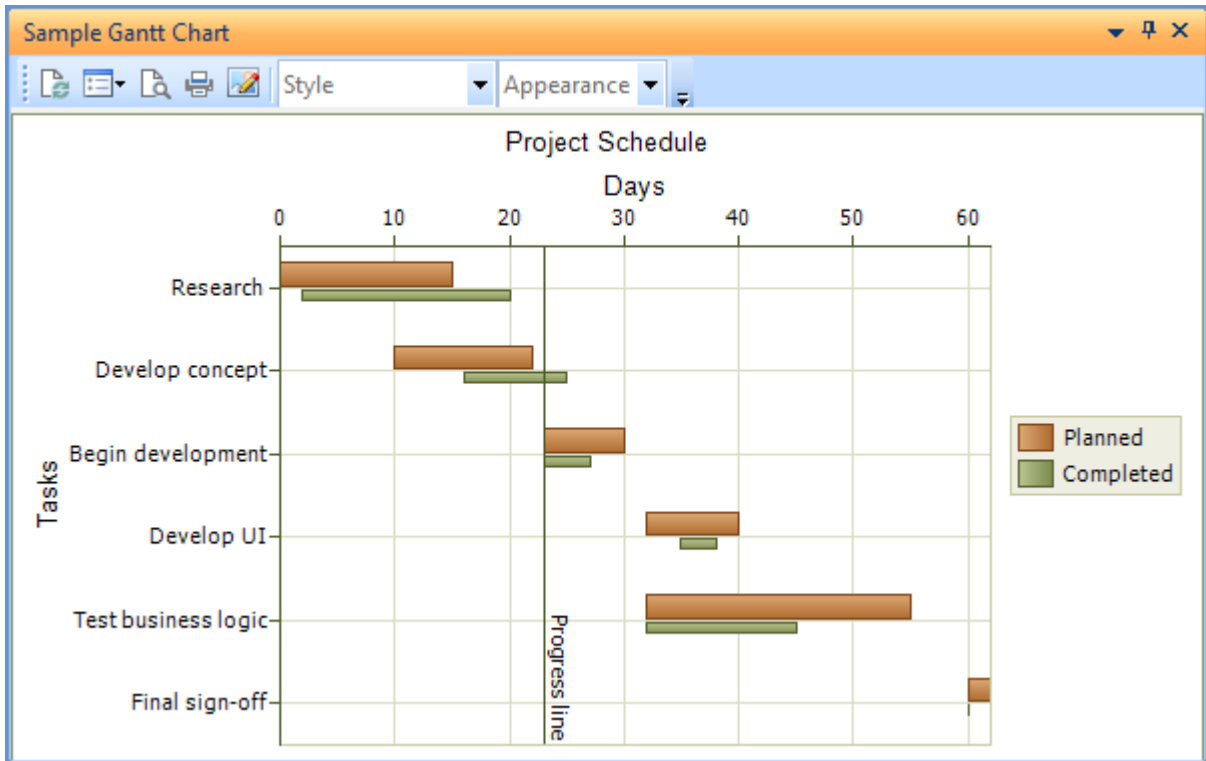 Sample Gantt Chart
Style
Appearance
Project Schedule
Days
0 10 20 30 40 50 60
Research
Develop concept
Begin development
Develop UI
Test business logic
Final sign-off
Tasks
Progress line
Planned
Completed